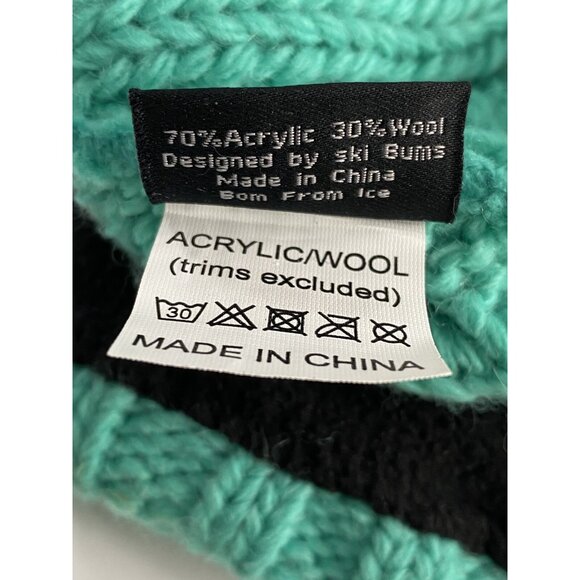 70%Acrylic 30%Wool
Designed by ski Bums
Made in China
Bom From Ice
ACRYLIC/WOOL
(trims excluded)
30
MADE IN CHINA